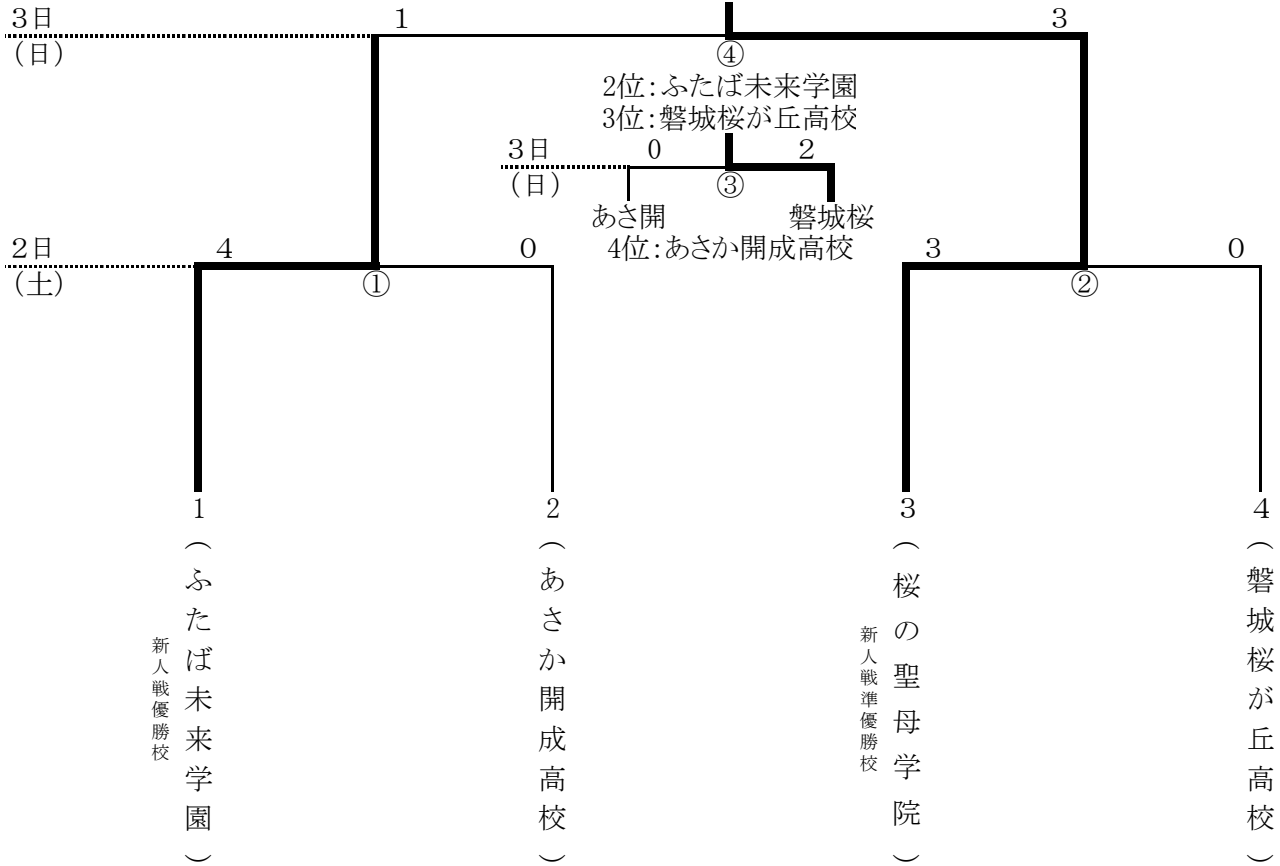 3日
1
3
(日)
④
2位:ふたば未来学園
3位:磐城桜が丘高校
3日
0
2
(日)
③
あさ開
磐城桜
4位:あさか開成高校
2日
4
0
3
0
(土)
①
②
1
2
3
4
(ふたば未来学園)
新人戦優勝校
(あさか開成高校)
(桜の聖母学院)
新人戦準優勝校
(磐城桜が丘高校)